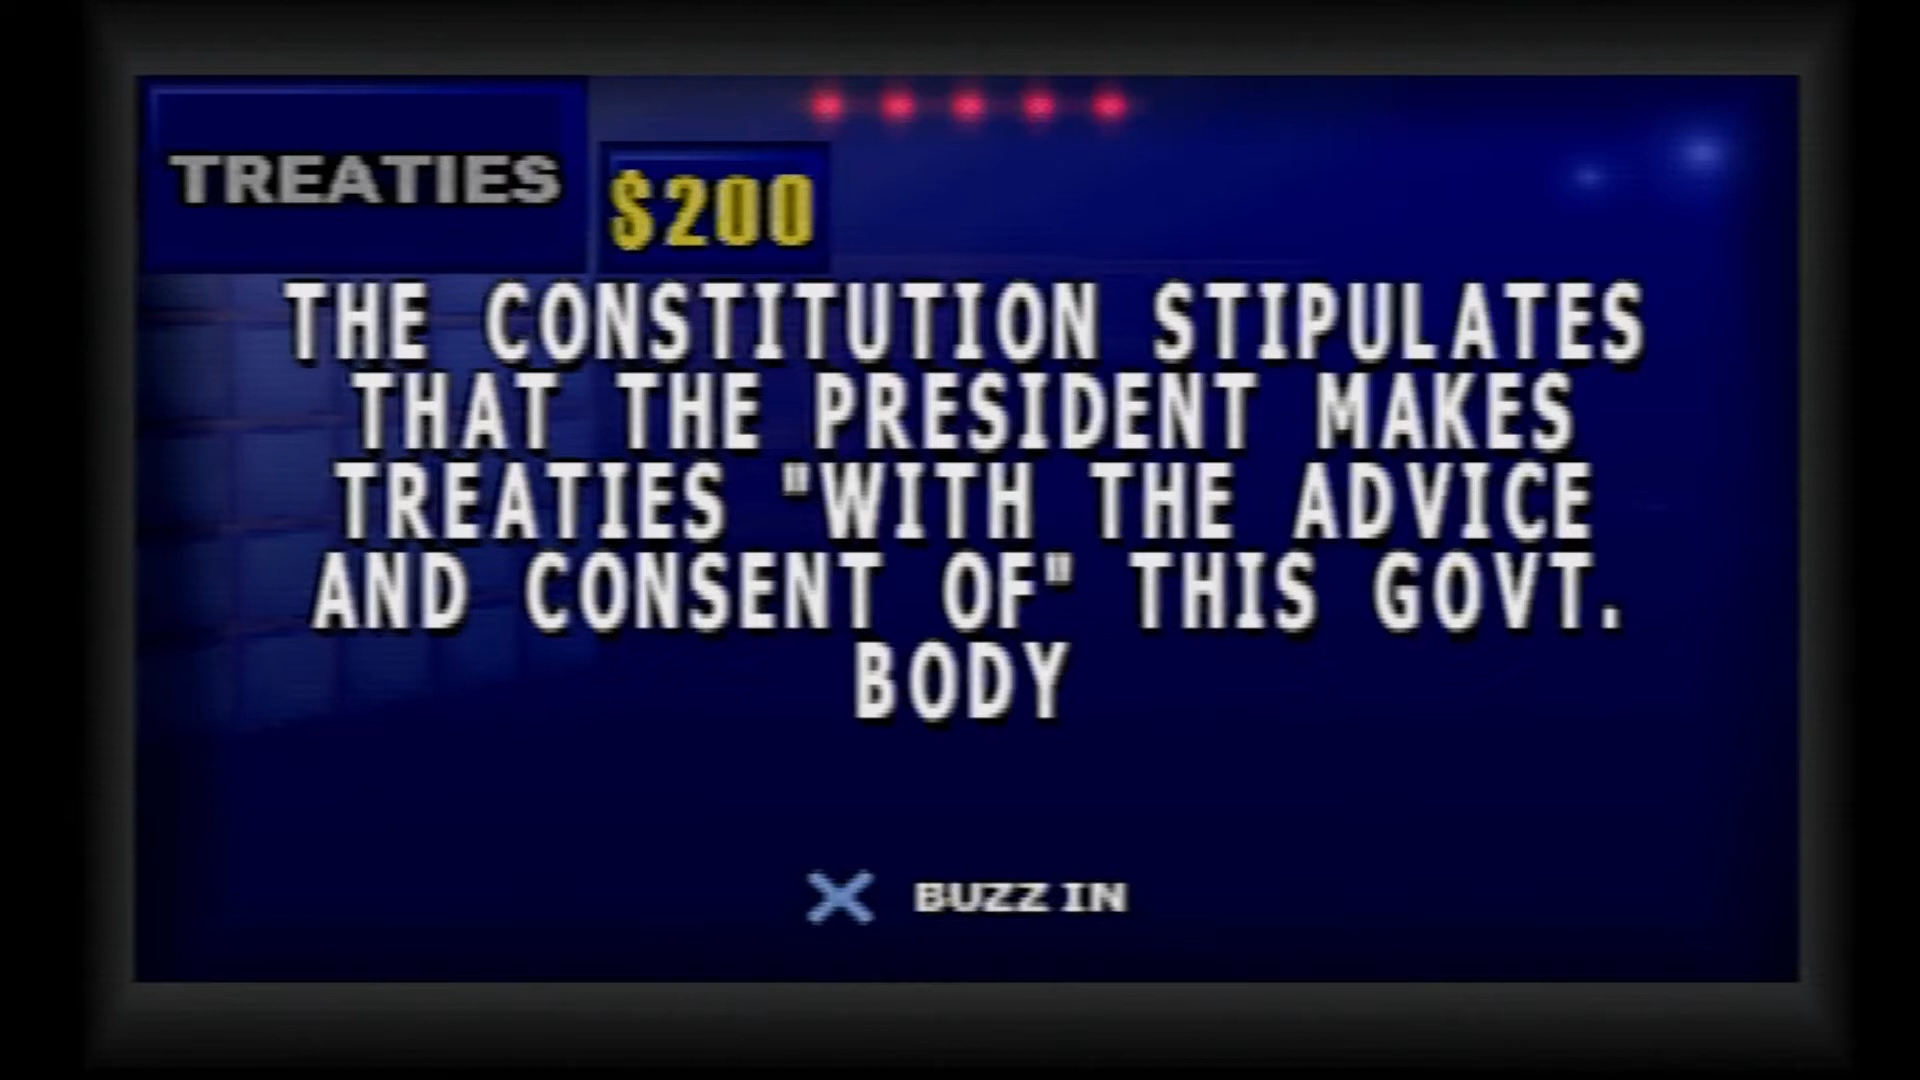 TREATIES
$200
THE CONSTITUTION STIPULATES
THAT THE PRESIDENT MAKES
TREATIES "WITH THE ADVICE
AND CONSENT OF" THIS GOVT.
BODY
BUZZ IN